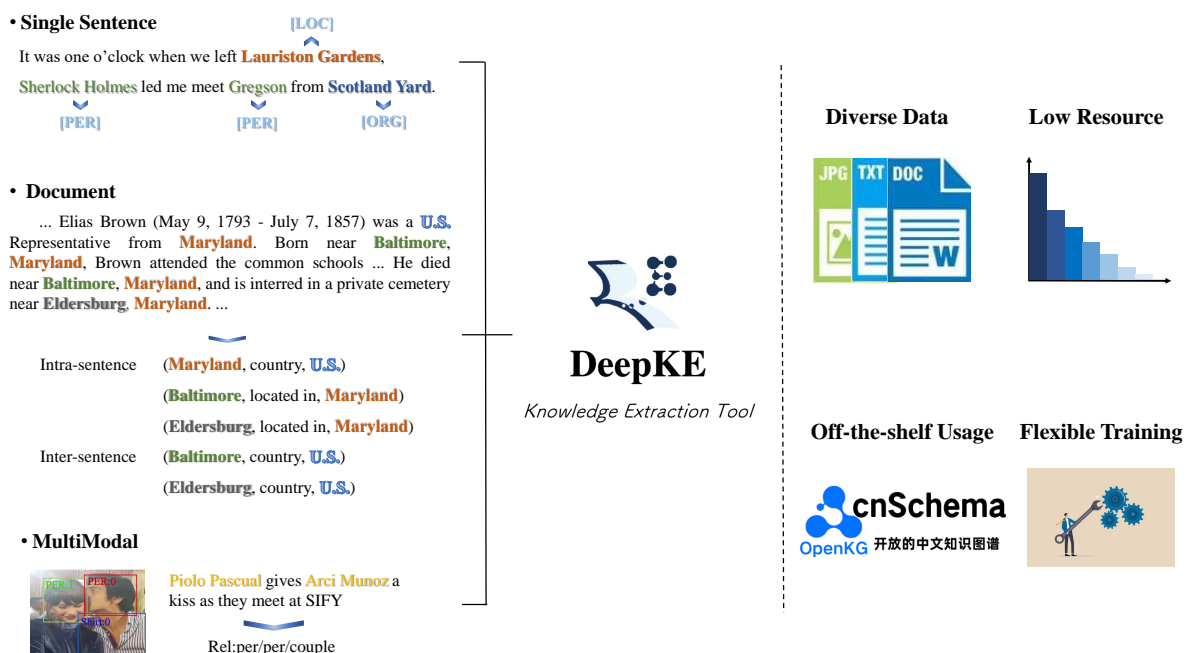 • Single Sentence
[LOC]
It was one o’clock when we left Lauriston Gardens,
Sherlock Holmes led me meet Gregson from Scotland Yard.
[PER] [PER] [ORG]
• Document
... Elias Brown (May 9, 1793 - July 7, 1857) was a U.S.
Representative from Maryland. Born near Baltimore,
Maryland, Brown attended the common schools ... He died
near Baltimore, Maryland, and is interred in a private cemetery
near Eldersburg, Maryland. ...
Intra-sentence (Maryland, country, U.S.)
(Baltimore, located in, Maryland)
(Eldersburg, located in, Maryland)
Inter-sentence (Baltimore, country, U.S.)
(Eldersburg, country, U.S.)
• MultiModal
PER:1 PER:0
Shirt:0
Piolo Pascual gives Arci Munoz a
kiss as they meet at SIFY
Rel:per/per/couple
DeepKE
Knowledge Extraction Tool
Diverse Data
JPG TXT DOC
W
Low Resource
Off-the-shelf Usage
cnSchema
OpenKG 开放的中文知识图谱
Flexible Training